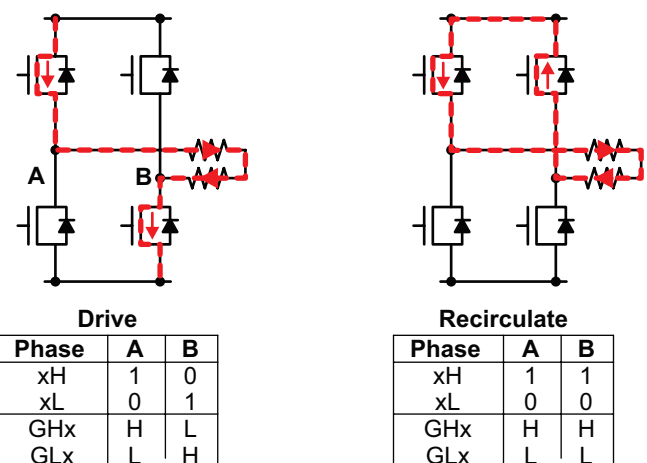 A
B
Drive
Phase A B
xH 1 0
xL 0 1
GHx H L
GLx L H
Recirculate
Phase A B
xH 1 1
xL 0 0
GHx H H
GLx L L